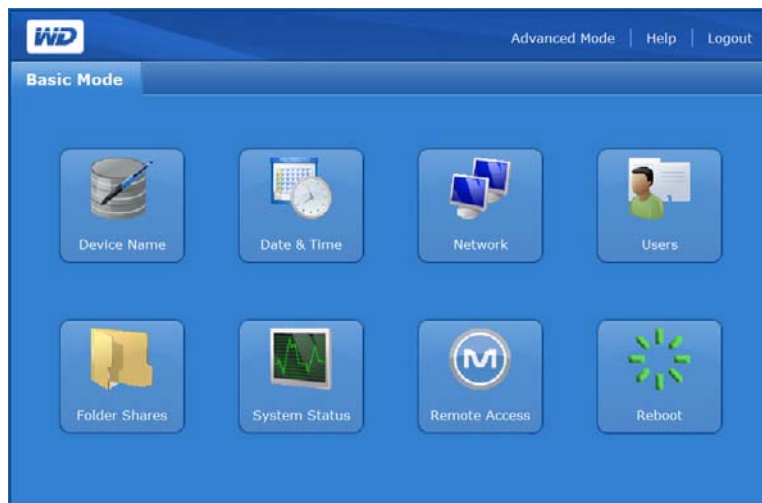 WD
Advanced Mode | Help | Logout
Basic Mode
Device Name
Date & Time
Network
Users
Folder Shares
System Status
Remote Access
Reboot